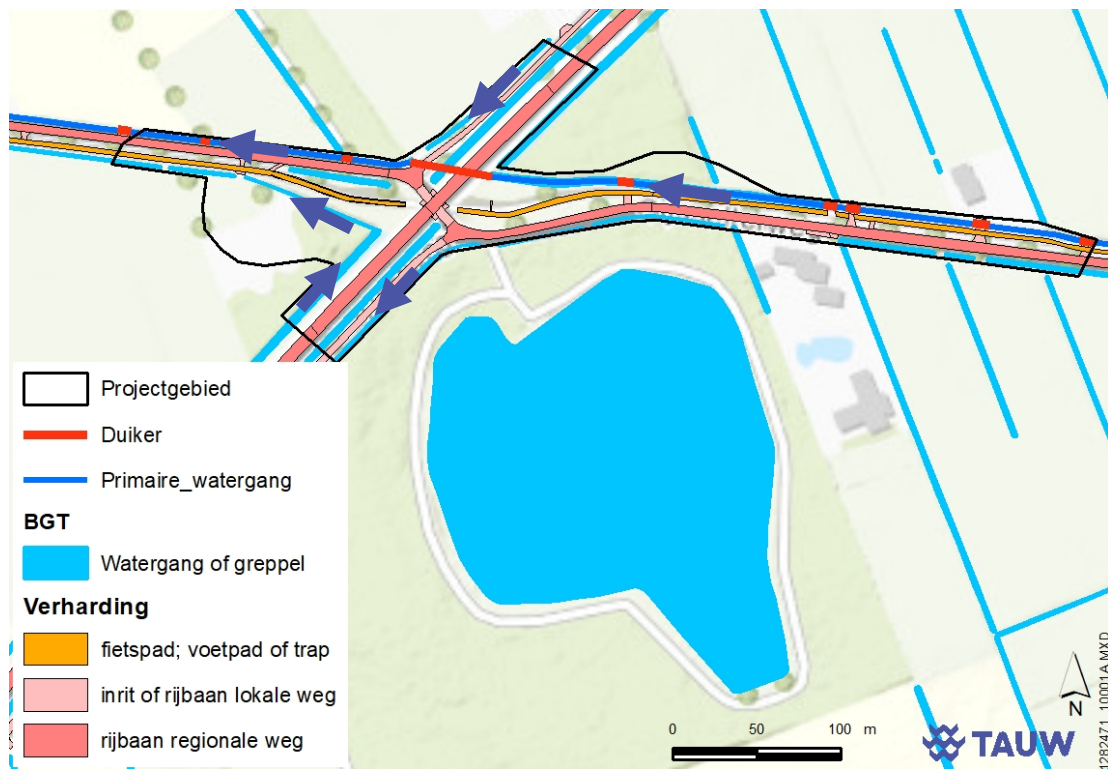 Projectgebied
Duiker
Primaire_watergang
BGT
Watergang of greppel
Verharding
fietspad; voetpad of trap
inrit of rijbaan lokale weg
rijbaan regionale weg
0 50 100 m
N
TAUW
1282471_10001A.MXD